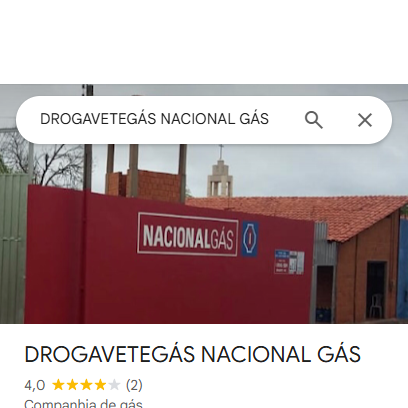 DROGAVETEGÁS NACIONAL GÁS
NACIONALGÁS
DROGAVETEGÁS NACIONAL GÁS
4,0 (2)
Companhia de gás